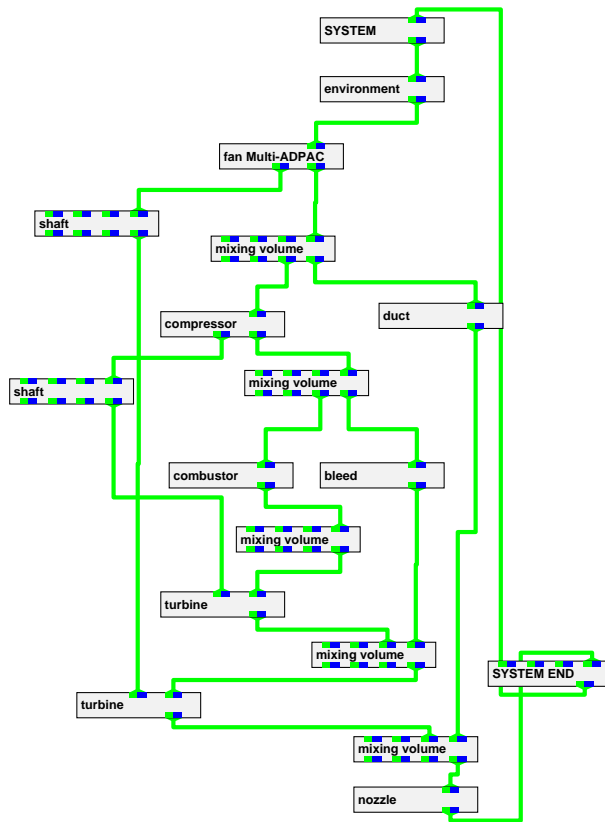 SYSTEM
environment
fan Multi-ADPAC
shaft
mixing volume
duct
compressor
shaft
mixing volume
combustor
bleed
mixing volume
turbine
mixing volume
SYSTEM END
turbine
mixing volume
nozzle